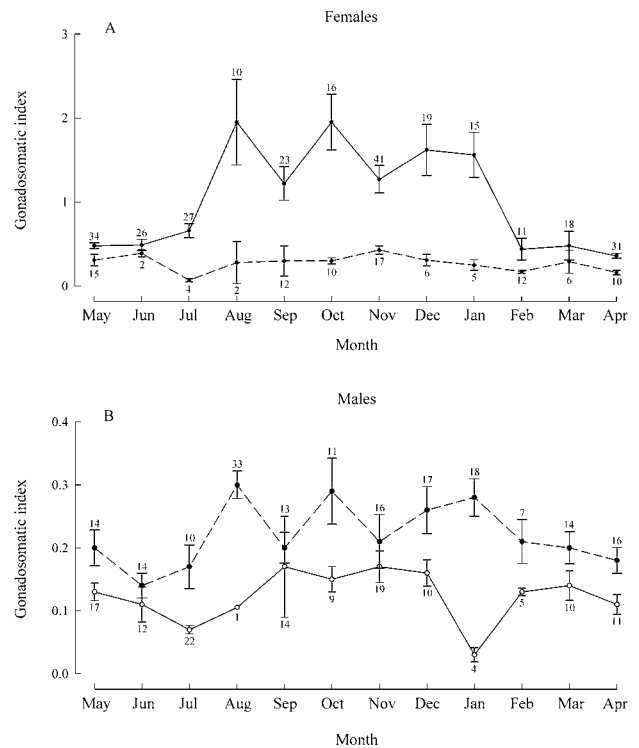 Females
A
3
2
1
0
Gonadosomatic index
34 26 27 10 23 16 41 19 15 11 18 31
15 2 4 2 12 10 17 6 5 12 6 10
May Jun Jul Aug Sep Oct Nov Dec Jan Feb Mar Apr
Month
Males
B
0.4
0.3
0.2
0.1
0.0
Gonadosomatic index
14 14 10 33 13 11 16 17 18 7 14 16
17 12 22 1 14 9 19 10 4 5 10 11
May Jun Jul Aug Sep Oct Nov Dec Jan Feb Mar Apr
Month